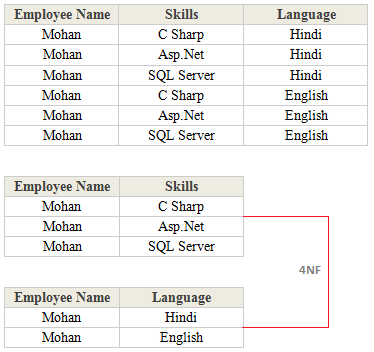 Employee Name Skills Language
Mohan C Sharp Hindi
Mohan Asp.Net Hindi
Mohan SQL Server Hindi
Mohan C Sharp English
Mohan Asp.Net English
Mohan SQL Server English
Employee Name Skills
Mohan C Sharp
Mohan Asp.Net
Mohan SQL Server
4NF
Employee Name Language
Mohan Hindi
Mohan English